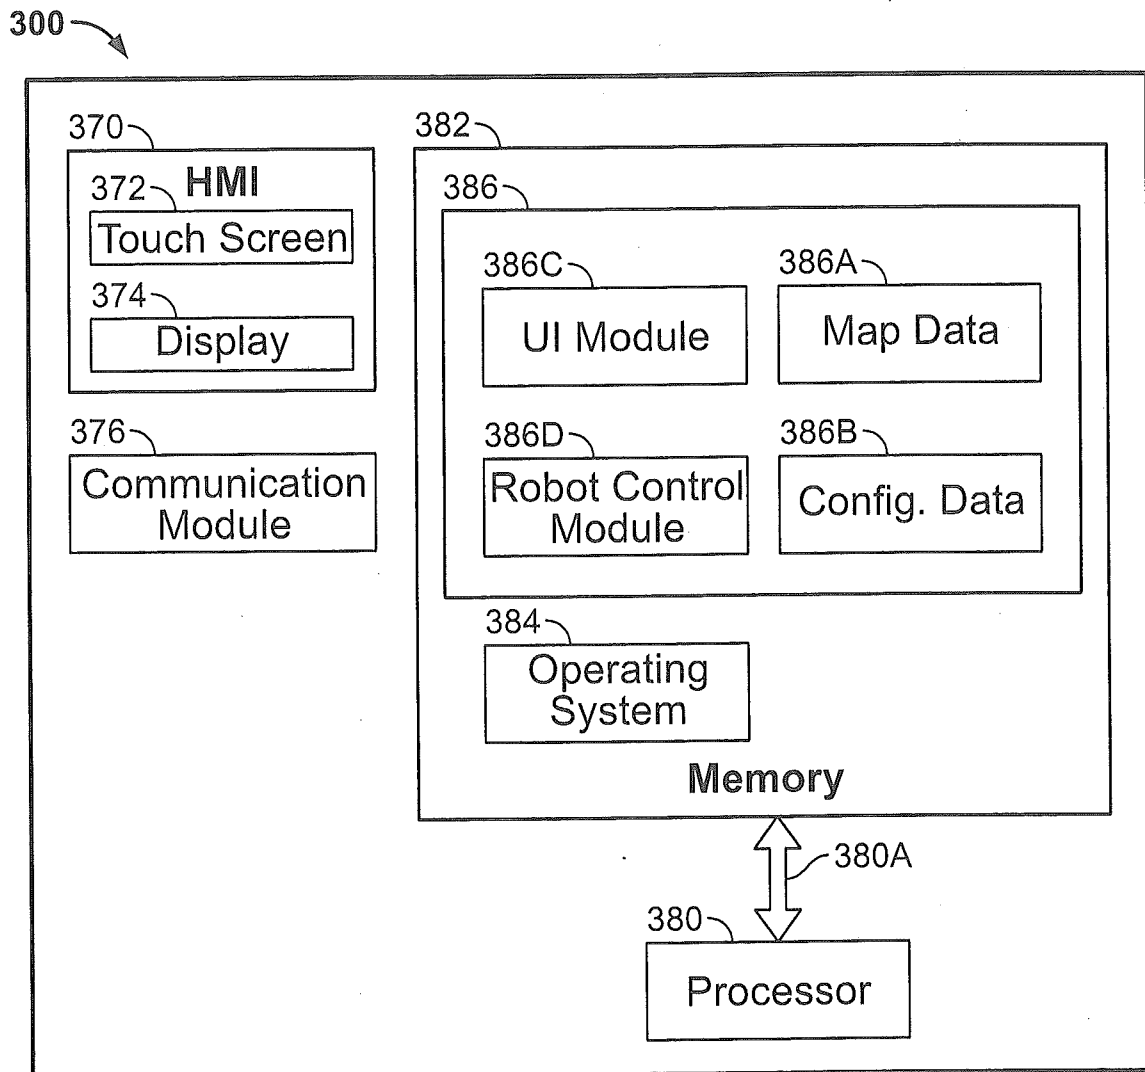 300
370
HMI
372
Touch Screen
374
Display
376
Communication
Module
382
386
386C
UI Module
386A
Map Data
386D
Robot Control
Module
386B
Config. Data
384
Operating
System
Memory
380A
380
Processor